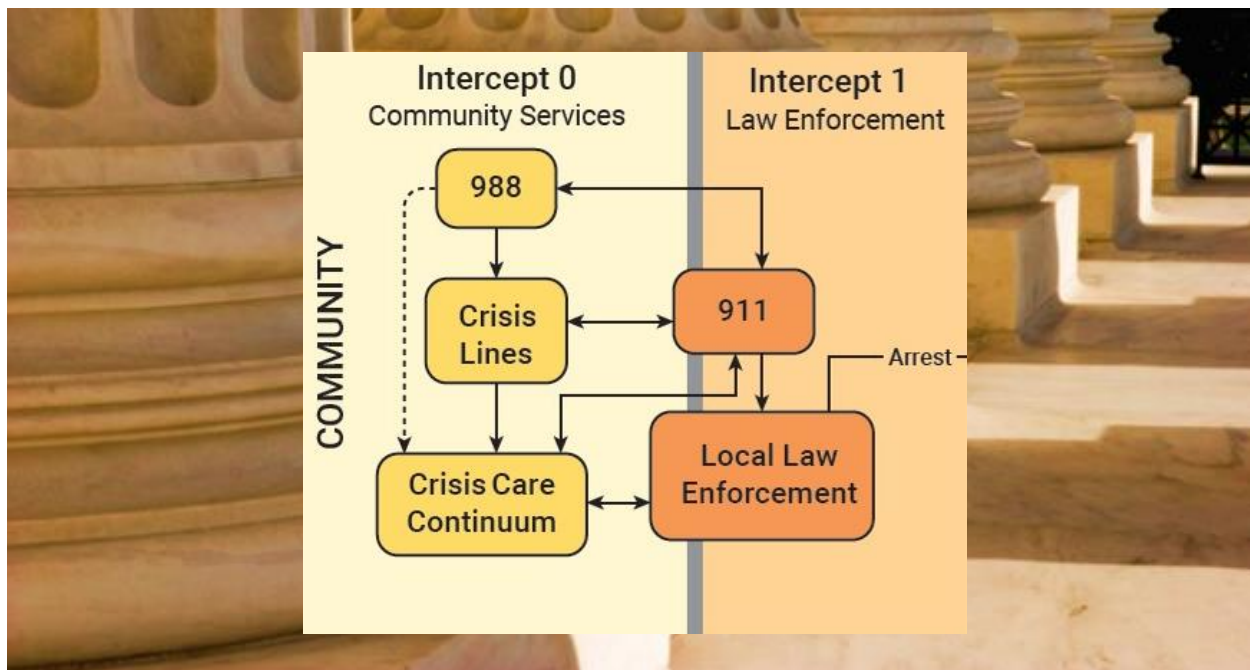 Intercept 0
Community Services
Intercept 1
Law Enforcement
COMMUNITY
988
Crisis
Lines
911
Arrest
Crisis Care
Continuum
Local Law
Enforcement